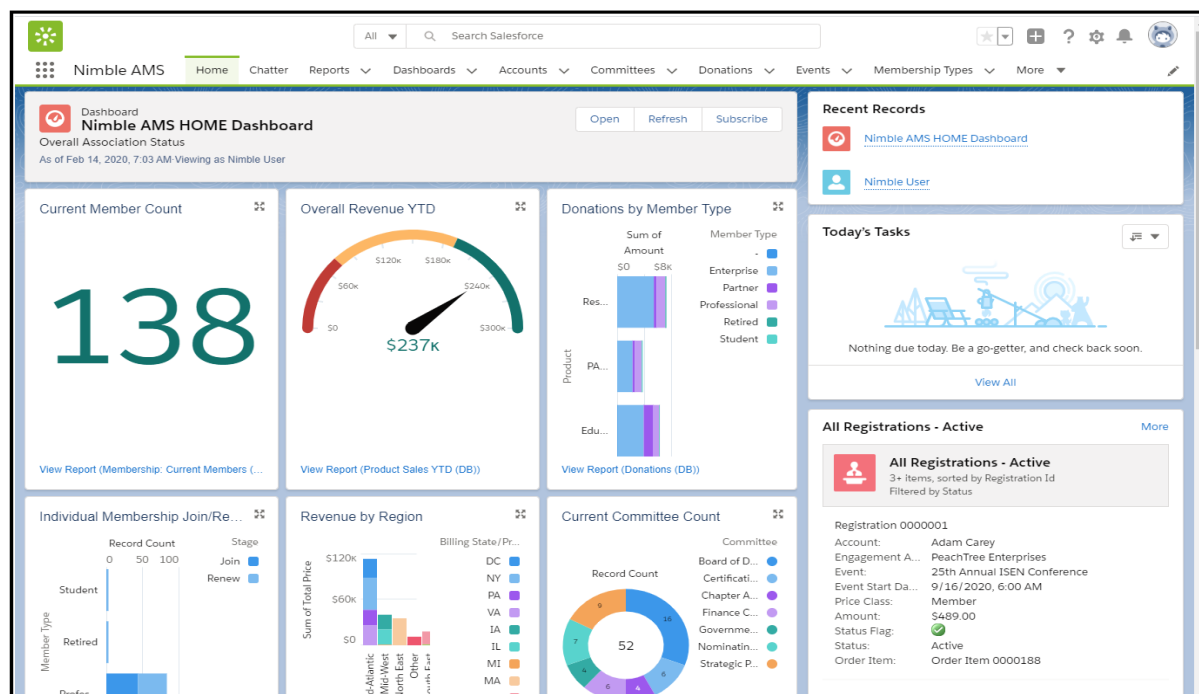 All
Search Salesforce
Nimble AMS
Home Chatter Reports Dashboards Accounts Committees Donations Events Membership Types More
Dashboard
Nimble AMS HOME Dashboard
Overall Association Status
As of Feb 14, 2020, 7:03 AM·Viewing as Nimble User
Open Refresh Subscribe
Current Member Count
138
View Report (Membership: Current Members (...
Overall Revenue YTD
$0
$60K
$120K
$180K
$240K
$300K
$237K
View Report (Product Sales YTD (DB))
Donations by Member Type
Sum of
Amount
$0 $8K
Product
Res...
PA...
Edu...
Member Type
-
Enterprise
Partner
Professional
Retired
Student
View Report (Donations (DB))
Individual Membership Join/Re...
Record Count
0 50 100
Stage
Join
Renew
Member Type
Student
Retired
Profes
Revenue by Region
Billing State/Pr...
Sum of Total Price
$120K
$60K
$0
d-Atlantic
Mid-West
North East
Other
outh East
DC
NY
PA
VA
IA
IL
MI
MA
Current Committee Count
Record Count
52
16
6
4
6
4
7
9
Committee
Board of D...
Certificati...
Chapter A...
Finance C...
Governme...
Nominatin...
Strategic P...
Recent Records
Nimble AMS HOME Dashboard
Nimble User
Today's Tasks
Nothing due today. Be a go-getter, and check back soon.
View All
All Registrations - Active
More
All Registrations - Active
3+ items, sorted by Registration Id
Filtered by Status
Registration 0000001
Account: Adam Carey
Engagement A... PeachTree Enterprises
Event: 25th Annual ISEN Conference
Event Start Da... 9/16/2020, 6:00 AM
Price Class: Member
Amount: $489.00
Status Flag:
Status: Active
Order Item: Order Item 0000188